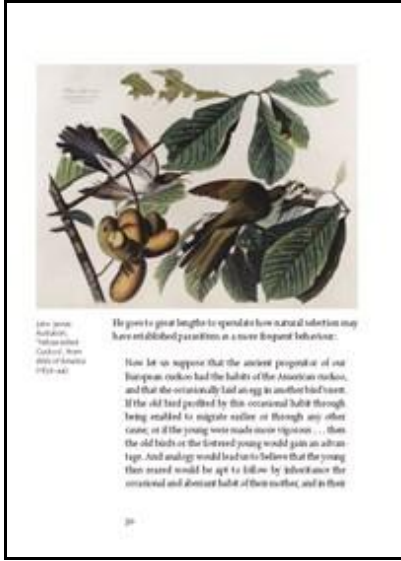 John James
Audubon,
'Yellow-billed
Cuckoo', from
Birds of America
He goes to great lengths to speculate how natural selection may
have established parasitism as a more frequent behaviour:
Now let us suppose that the ancient progenitor of our
European cuckoo had the habits of the American cuckoo,
and that she occasionally laid an egg in another bird's nest.
If the old bird profited by this occasional habit through
being enabled to migrate earlier or through any other
cause; or if the young were made more vigorous . . . then
the old birds or the fostered young would gain an advan
tage. And analogy would lead us to believe that the young
thus reared would be apt to follow by inheritance the
occasional and aberrant habit of their mother, and in their